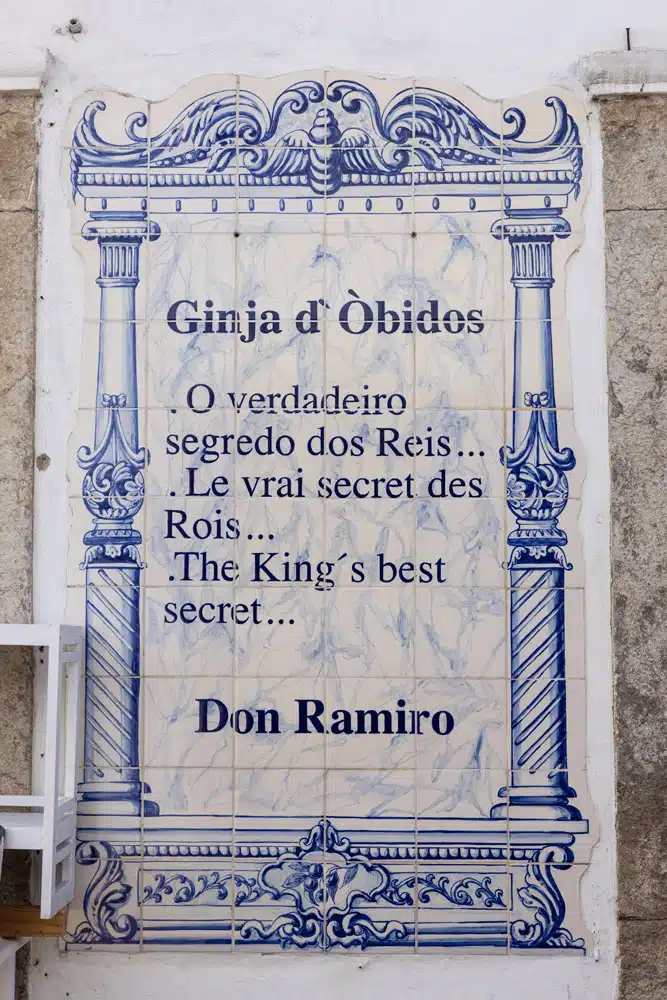 Ginja d` Òbidos
. O verdadeiro
segredo dos Reis...
. Le vrai secret des
Rois...
.The King´s best
secret...
Don Ramiro